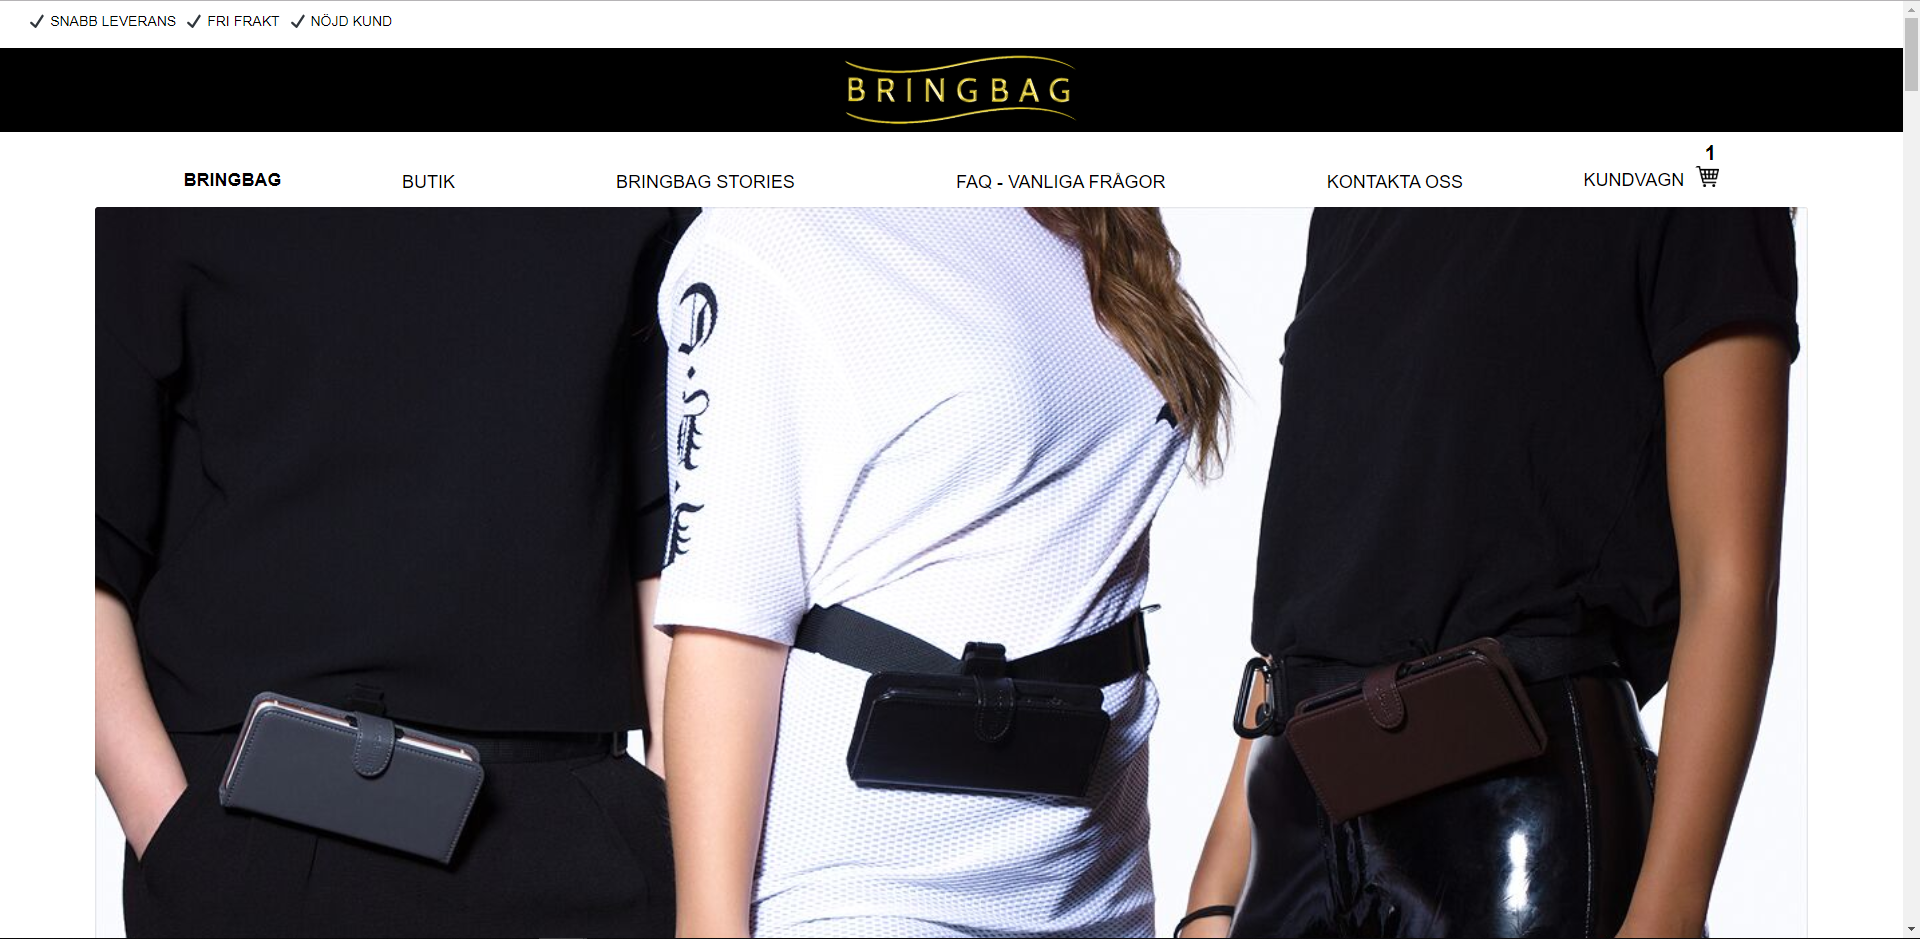 SNABB LEVERANS FRI FRAKT NÖJD KUND
BRINGBAG
1
BRINGBAG BUTIK BRINGBAG STORIES FAQ - VANLIGA FRÅGOR KONTAKTA OSS KUNDVAGN